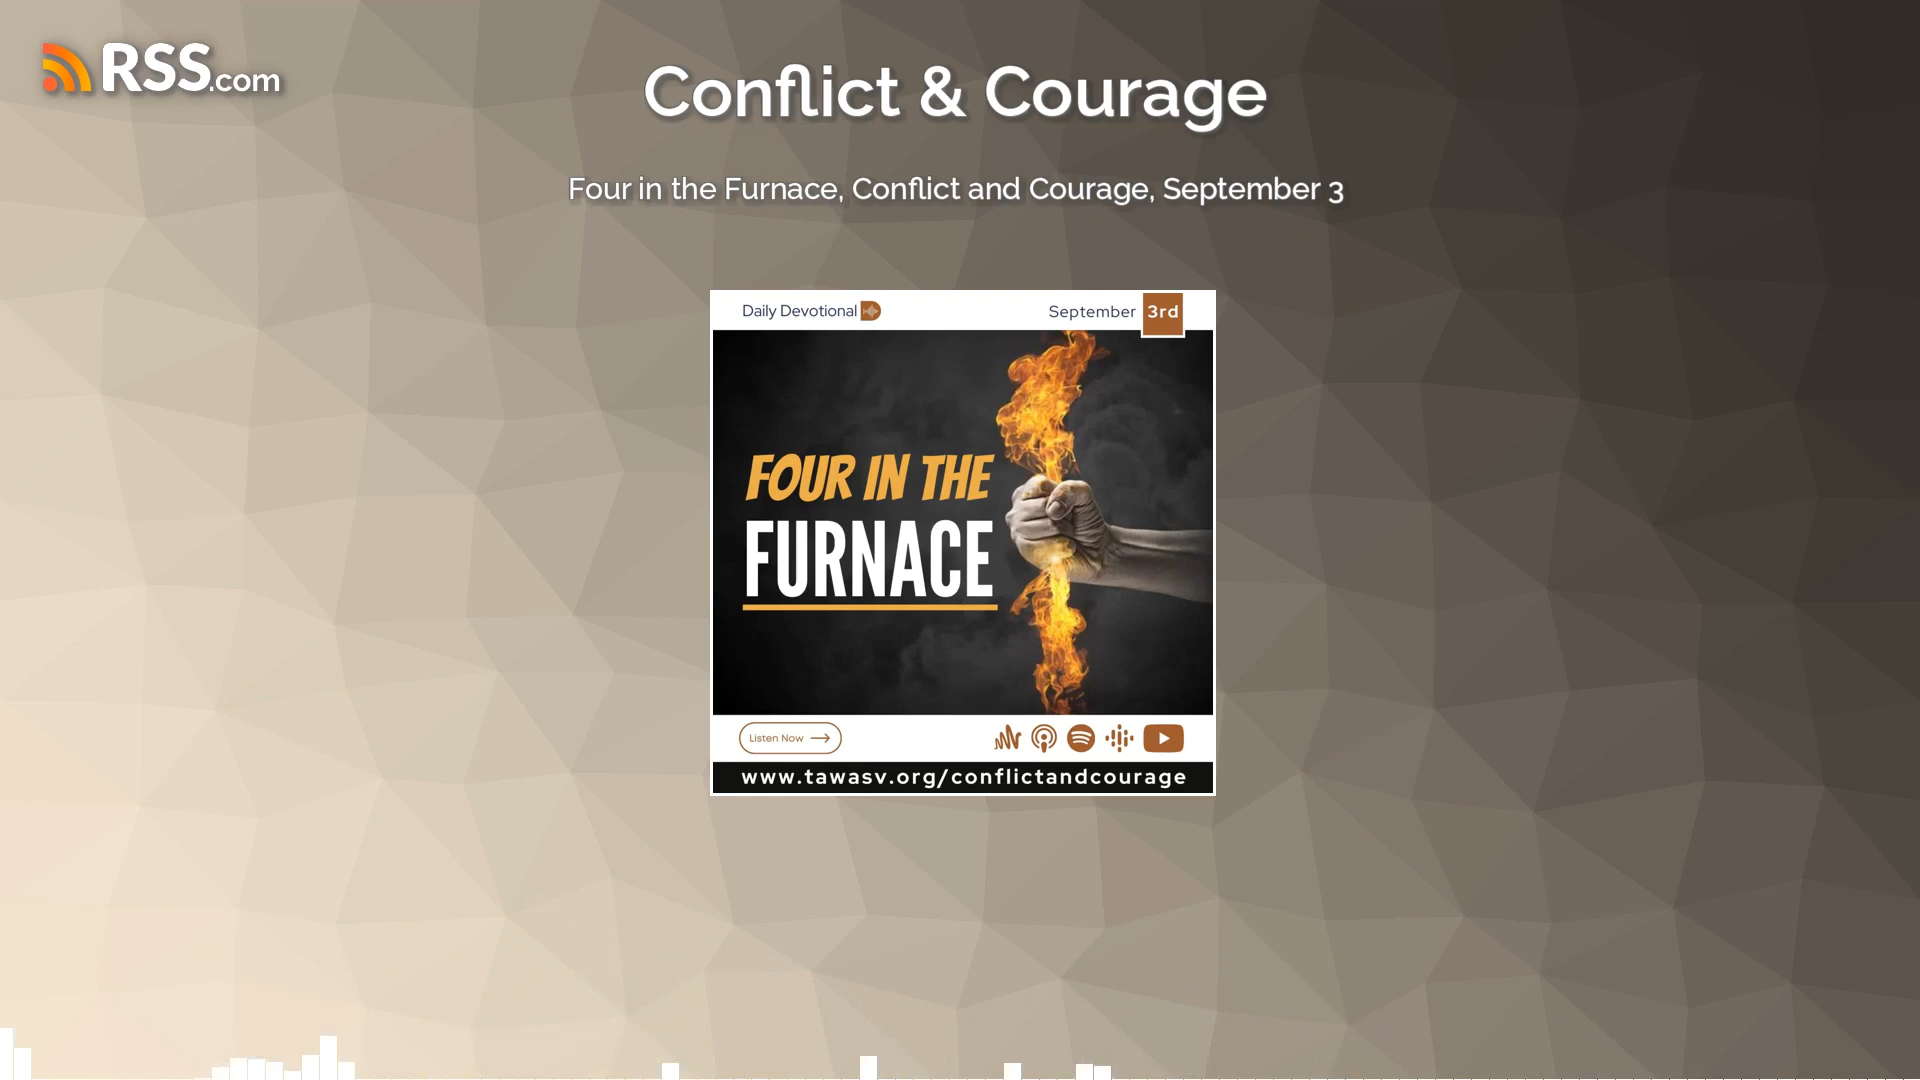 RSS.com
Conflict & Courage
Four in the Furnace, Conflict and Courage, September 3
Daily Devotional
September 3rd
FOUR IN THE
FURNACE
Listen Now
www.tawasv.org/conflictandcourage